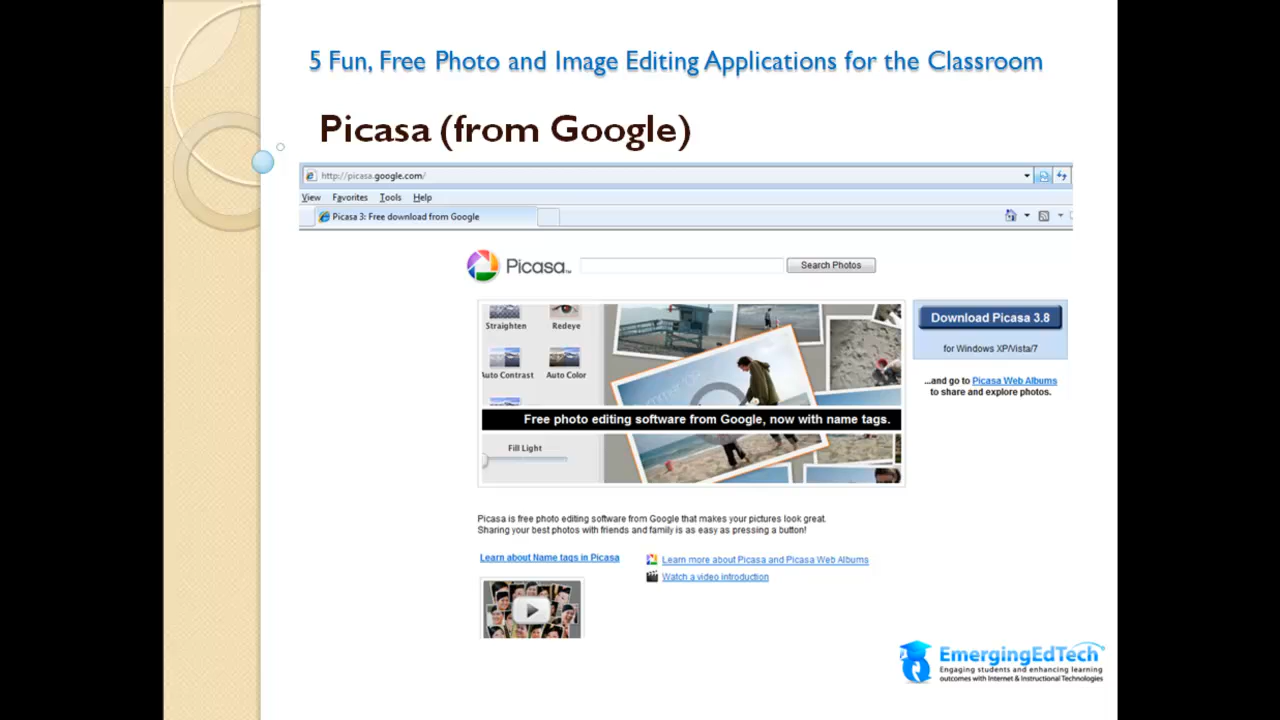 5 Fun, Free Photo and Image Editing Applications for the Classroom
Picasa (from Google)
http://picasa.google.com/
View Favorites Tools Help
Picasa 3: Free download from Google
Picasa™
Search Photos
Straighten Redeye
Auto Contrast Auto Color
Free photo editing software from Google, now with name tags.
Fill Light
Download Picasa 3.8
for Windows XP/Vista/7
...and go to Picasa Web Albums
to share and explore photos.
Picasa is free photo editing software from Google that makes your pictures look great.
Sharing your best photos with friends and family is as easy as pressing a button!
Learn about Name tags in Picasa
Learn more about Picasa and Picasa Web Albums
Watch a video introduction
EmergingEdTech
Engaging students and enhancing learning
outcomes with Internet & Instructional Technologies